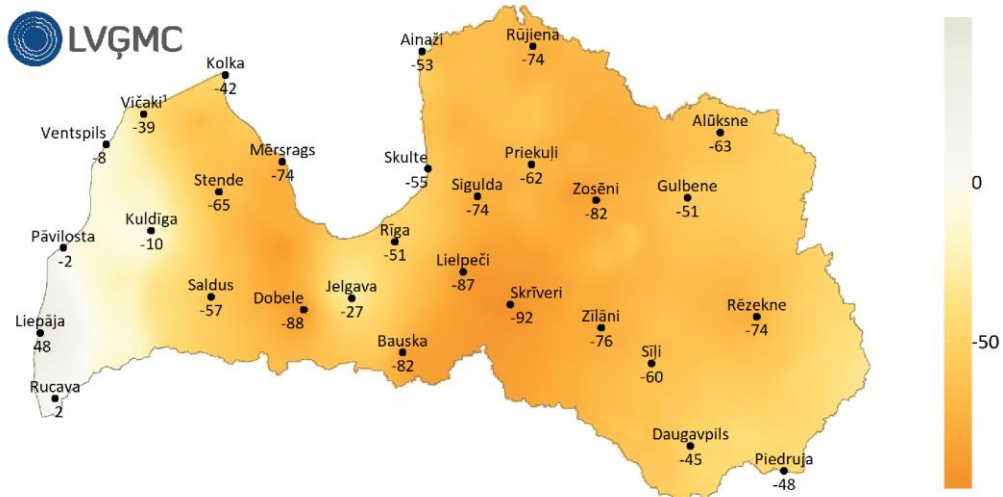 LVĢMC
Ainaži
-53
Rūjiena
-74
Kolka
-42
Vičaki
-39
Ventspils
-8
Mērsrags
-74
Stende
-65
Skulte
-55
Priekuļi
-62
Alūksne
-63
Sigulda
-74
Zosēni
-82
Gulbene
-51
0
Kuldīga
-10
Pāvilosta
-2
Rīga
-51
Lielpeči
-87
Saldus
-57
Dobele
-88
Jelgava
-27
Skrīveri
-92
Zīlāni
-76
Rēzekne
-74
Liepāja
48
Bauska
-82
Sīļi
-60
-50
Rucava
2
Daugavpils
-45
Piedruja
-48